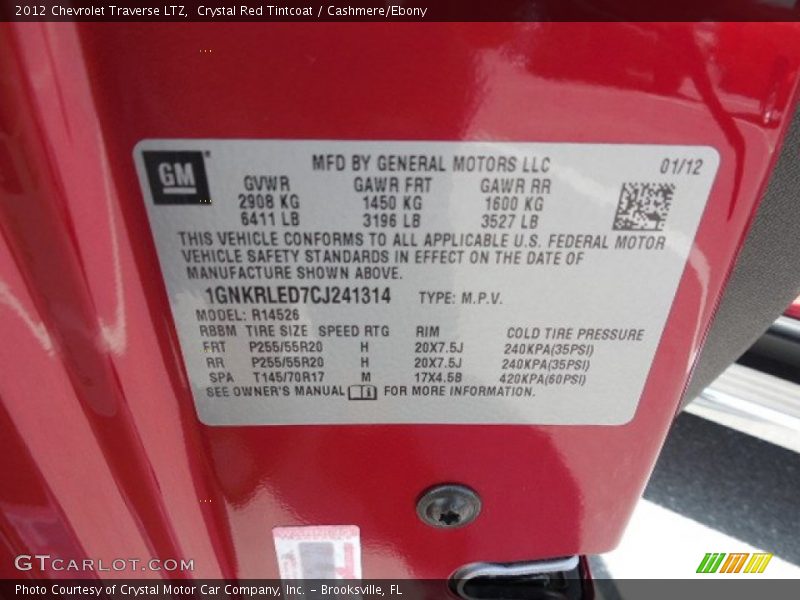 2012 Chevrolet Traverse LTZ,  Crystal Red Tintcoat / Cashmere/Ebony
GM
MFD BY GENERAL MOTORS LLC 01/12
GVWR GAWR FRT GAWR RR
2908 KG 1450 KG 1600 KG
6411 LB 3196 LB 3527 LB
THIS VEHICLE CONFORMS TO ALL APPLICABLE U.S. FEDERAL MOTOR
VEHICLE SAFETY STANDARDS IN EFFECT ON THE DATE OF
MANUFACTURE SHOWN ABOVE.
1GNKRLED7CJ241314 TYPE: M.P.V.
MODEL: R14526
RBBM TIRE SIZE SPEED RTG RIM COLD TIRE PRESSURE
FRT P255/55R20 H 20X7.5J 240KPA(35PSI)
RR P255/55R20 H 20X7.5J 240KPA(35PSI)
SPA T145/70R17 M 17X4.5B 420KPA(60PSI)
SEE OWNER'S MANUAL FOR MORE INFORMATION.
GTCARLOT.COM
Photo Courtesy of Crystal Motor Car Company, Inc. – Brooksville, FL